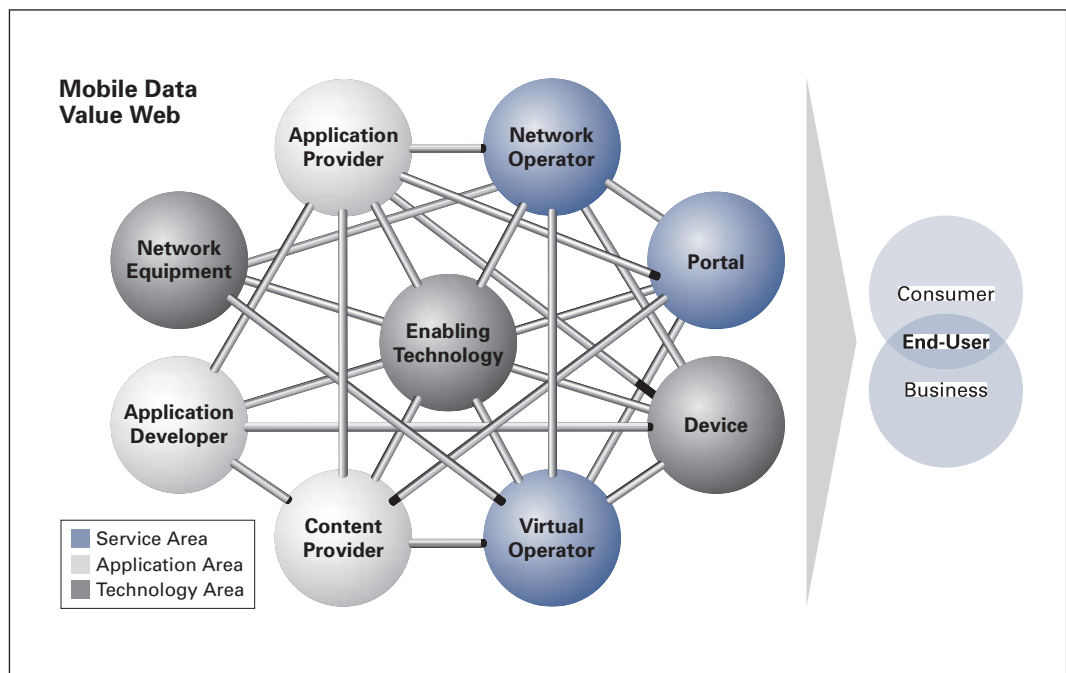 Mobile Data
Value Web
Application
Provider
Network
Operator
Network
Equipment
Portal
Enabling
Technology
Application
Developer
Device
Content
Provider
Virtual
Operator
Service Area
Application Area
Technology Area
Consumer
End-User
Business